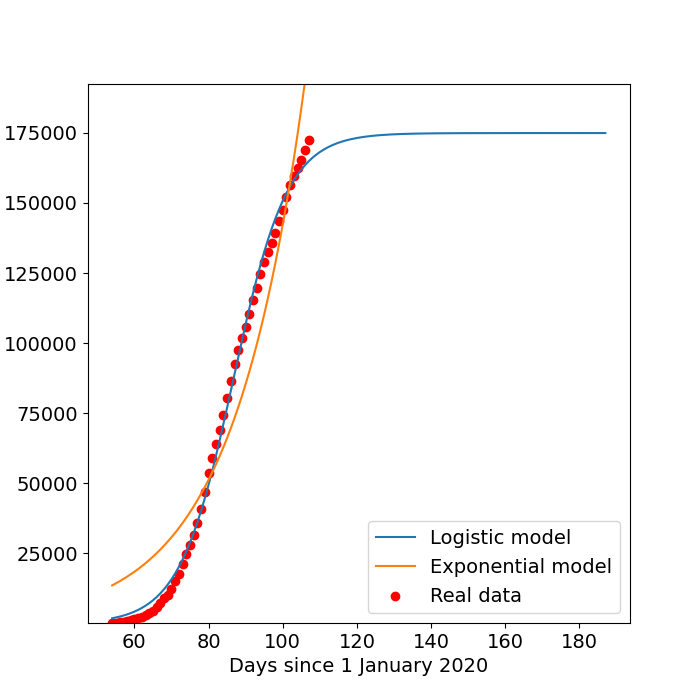 175000
150000
125000
100000
75000
50000
25000
60 80 100 120 140 160 180
Days since 1 January 2020
Logistic model
Exponential model
Real data